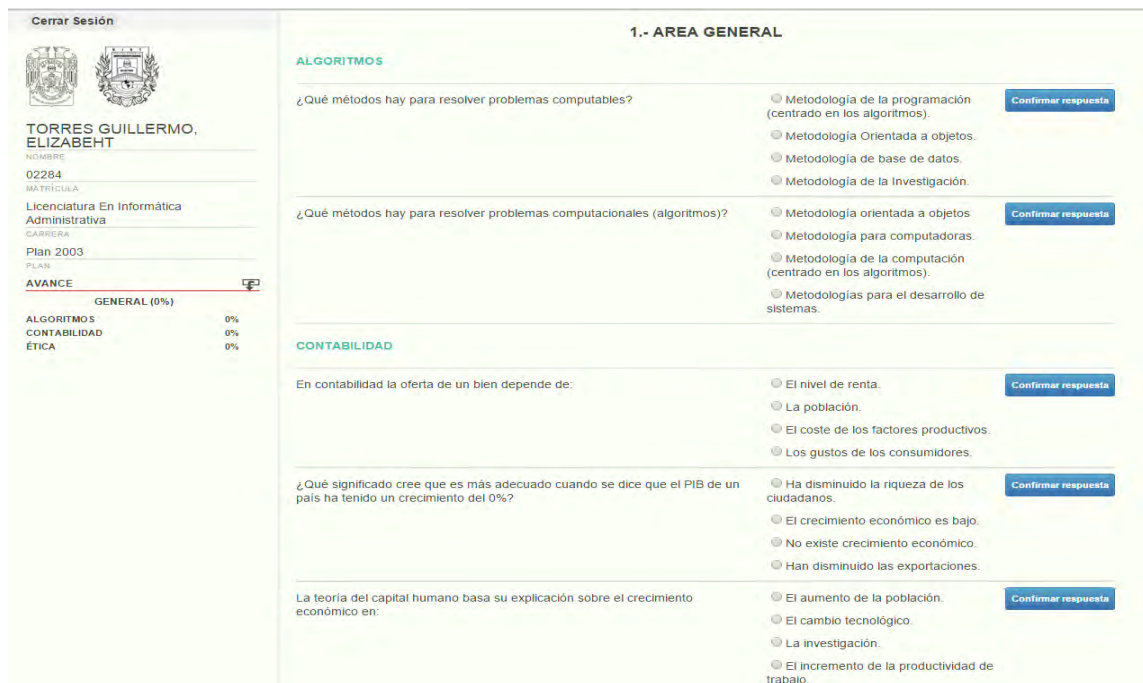 Cerrar Sesión
TORRES GUILLERMO,
ELIZABEHT
NOMBRE
02284
MATRÍCULA
Licenciatura En Informática
Administrativa
CARRERA
Plan 2003
PLAN
AVANCE
GENERAL (0%)
ALGORITMOS 0%
CONTABILIDAD 0%
ÉTICA 0%
1.- AREA GENERAL
ALGORITMOS
¿Qué métodos hay para resolver problemas computables?
Metodología de la programación
(centrado en los algoritmos).
Metodología Orientada a objetos.
Metodología de base de datos.
Metodología de la Investigación.
Confirmar respuesta
¿Qué métodos hay para resolver problemas computacionales (algoritmos)?
Metodología orientada a objetos
Metodología para computadoras.
Metodología de la computación
(centrado en los algoritmos).
Metodologías para el desarrollo de
sistemas.
Confirmar respuesta
CONTABILIDAD
En contabilidad la oferta de un bien depende de:
El nivel de renta.
La población.
El coste de los factores productivos.
Los gustos de los consumidores.
Confirmar respuesta
¿Qué significado cree que es más adecuado cuando se dice que el PIB de un
país ha tenido un crecimiento del 0%?
Ha disminuido la riqueza de los
ciudadanos.
El crecimiento económico es bajo.
No existe crecimiento económico.
Han disminuido las exportaciones.
Confirmar respuesta
La teoría del capital humano basa su explicación sobre el crecimiento
económico en:
El aumento de la población.
El cambio tecnológico.
La investigación.
El incremento de la productividad de
trabajo.
Confirmar respuesta